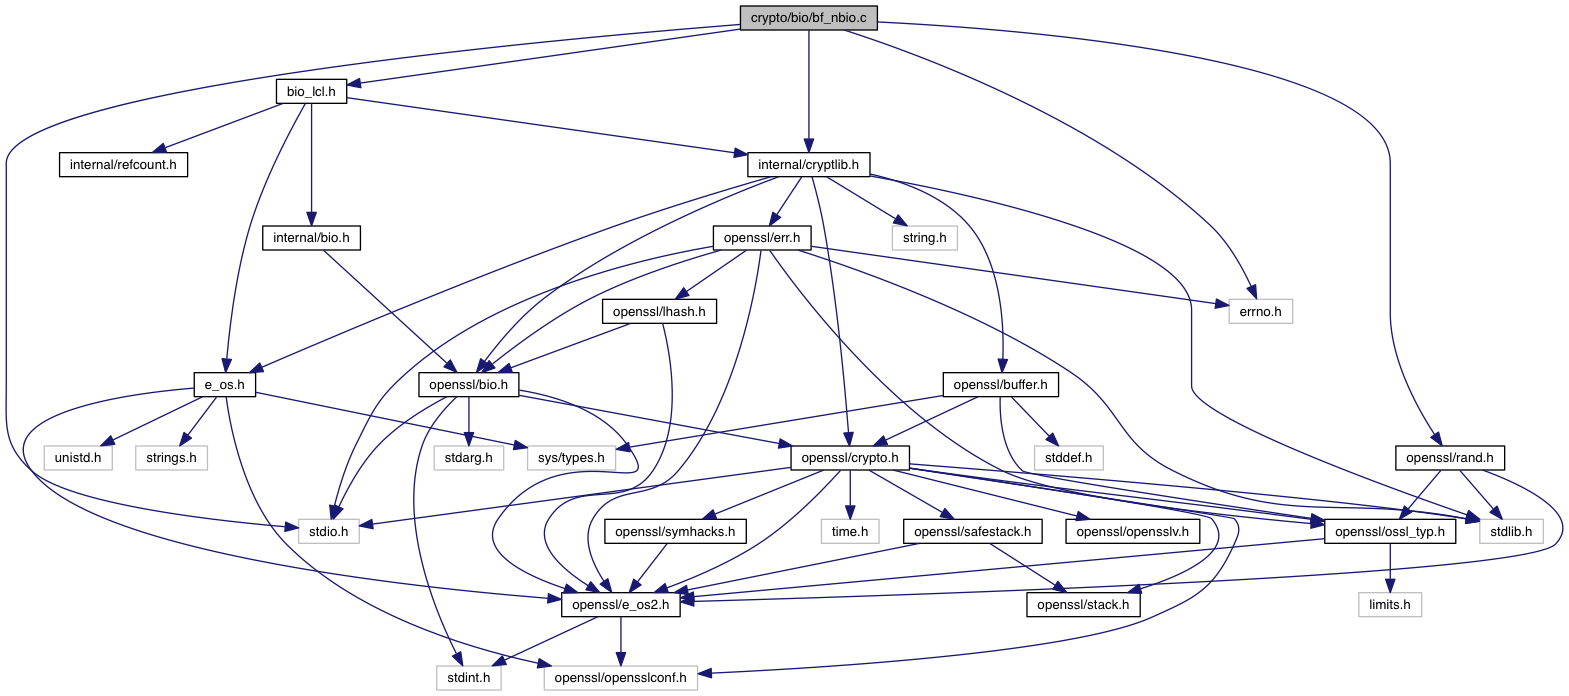 crypto/bio/bf_nbio.c
bio_lcl.h
internal/refcount.h
internal/cryptlib.h
internal/bio.h
openssl/err.h
string.h
openssl/lhash.h
errno.h
e_os.h
openssl/bio.h
openssl/buffer.h
unistd.h
strings.h
stdarg.h
sys/types.h
openssl/crypto.h
stddef.h
openssl/rand.h
stdio.h
openssl/symhacks.h
time.h
openssl/safestack.h
openssl/opensslv.h
openssl/ossl_typ.h
stdlib.h
openssl/e_os2.h
openssl/stack.h
limits.h
stdint.h
openssl/opensslconf.h